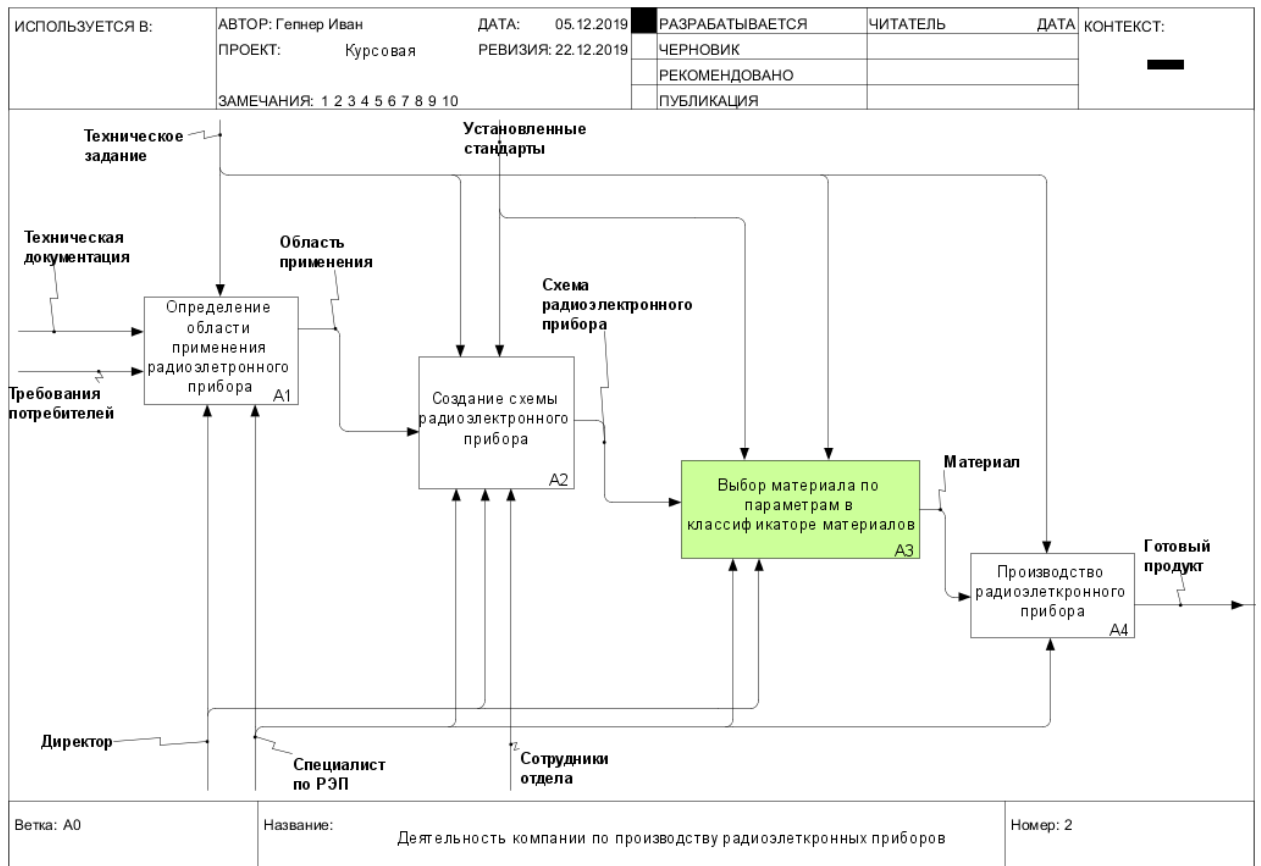 ИСПОЛЬЗУЕТСЯ В:
АВТОР: Гепнер Иван
ДАТА: 05.12.2019
РАЗРАБАТЫВАЕТСЯ
ЧИТАТЕЛЬ
ДАТА
КОНТЕКСТ:
ПРОЕКТ: Курсовая
РЕВИЗИЯ: 22.12.2019
ЧЕРНОВИК
РЕКОМЕНДОВАНО
ЗАМЕЧАНИЯ: 1 2 3 4 5 6 7 8 9 10
ПУБЛИКАЦИЯ
Техническое
задание
Установленные
стандарты
Техническая
документация
Область
применения
Схема
радиоэлектронного
прибора
Определение
области
применения
радиоэлетронного
прибора
A1
Требования
потребителей
Создание схемы
радиоэлектронного
прибора
A2
Выбор материала по
параметрам в
классификаторе материалов
A3
Материал
Производство
радиоэлеткронного
прибора
A4
Готовый
продукт
Директор
Специалист
по РЭП
Сотрудники
отдела
Ветка: A0
Название:
Деятельность компании по производству радиоэлеткронных приборов
Номер: 2